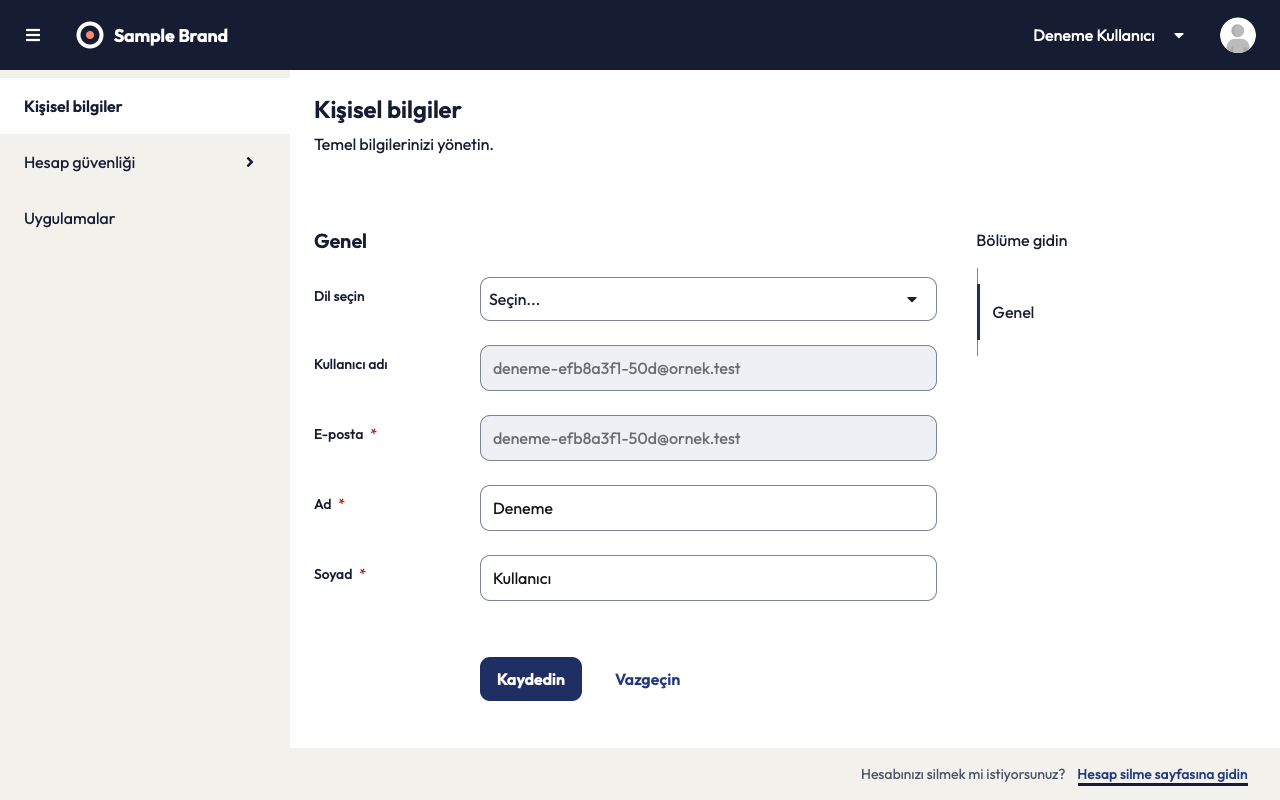 Sample Brand
Deneme Kullanıcı
Kişisel bilgiler
Hesap güvenliği
Uygulamalar
Kişisel bilgiler
Temel bilgilerinizi yönetin.
Genel
Dil seçin
Seçin...
Kullanıcı adı
deneme-efb8a3f1-50d@ornek.test
E-posta *
deneme-efb8a3f1-50d@ornek.test
Ad *
Deneme
Soyad *
Kullanıcı
Kaydedin
Vazgeçin
Bölüme gidin
Genel
Hesabınızı silmek mi istiyorsunuz? Hesap silme sayfasına gidin